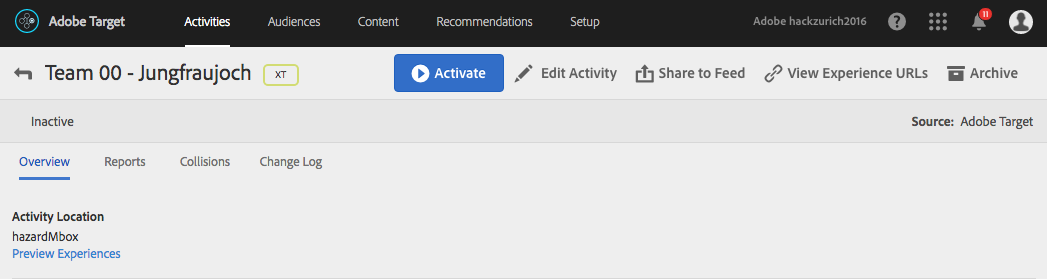 Adobe Target Activities Audiences Content Recommendations Setup Adobe hackzurich2016 ? 11
Team 00 - Jungfraujoch XT Activate Edit Activity Share to Feed View Experience URLs Archive
Inactive Source: Adobe Target
Overview Reports Collisions Change Log
Activity Location
hazardMbox
Preview Experiences